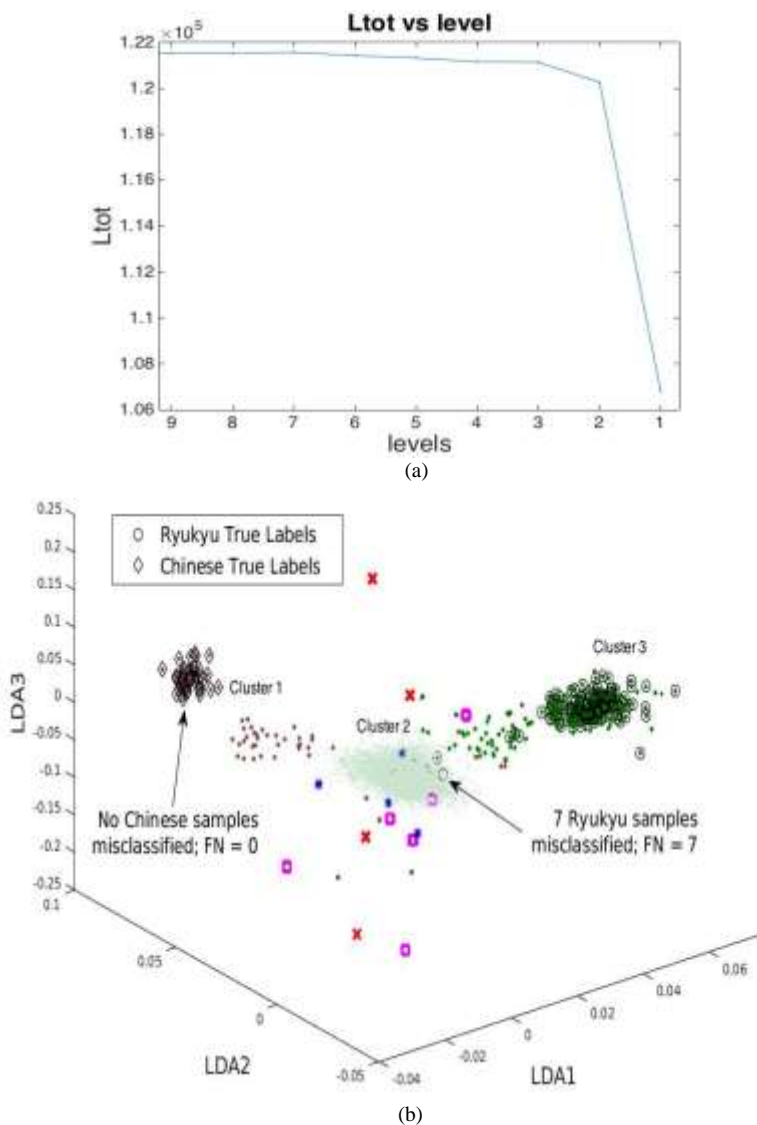 Ltot vs level
×10⁵
1.22
1.2
1.18
1.16
1.14
1.12
1.1
1.08
1.06
Ltot
9 8 7 6 5 4 3 2 1
levels
(a)
0.25
0.2
0.15
0.1
0.05
0
-0.05
-0.1
-0.15
-0.2
-0.25
LDA3
Ryukyu True Labels
Chinese True Labels
Cluster 1
Cluster 2
Cluster 3
No Chinese samples
misclassified; FN = 0
7 Ryukyu samples
misclassified; FN = 7
0.1
0.05
0
-0.05
LDA2
-0.04
-0.02
0
0.02
0.04
0.06
LDA1
(b)